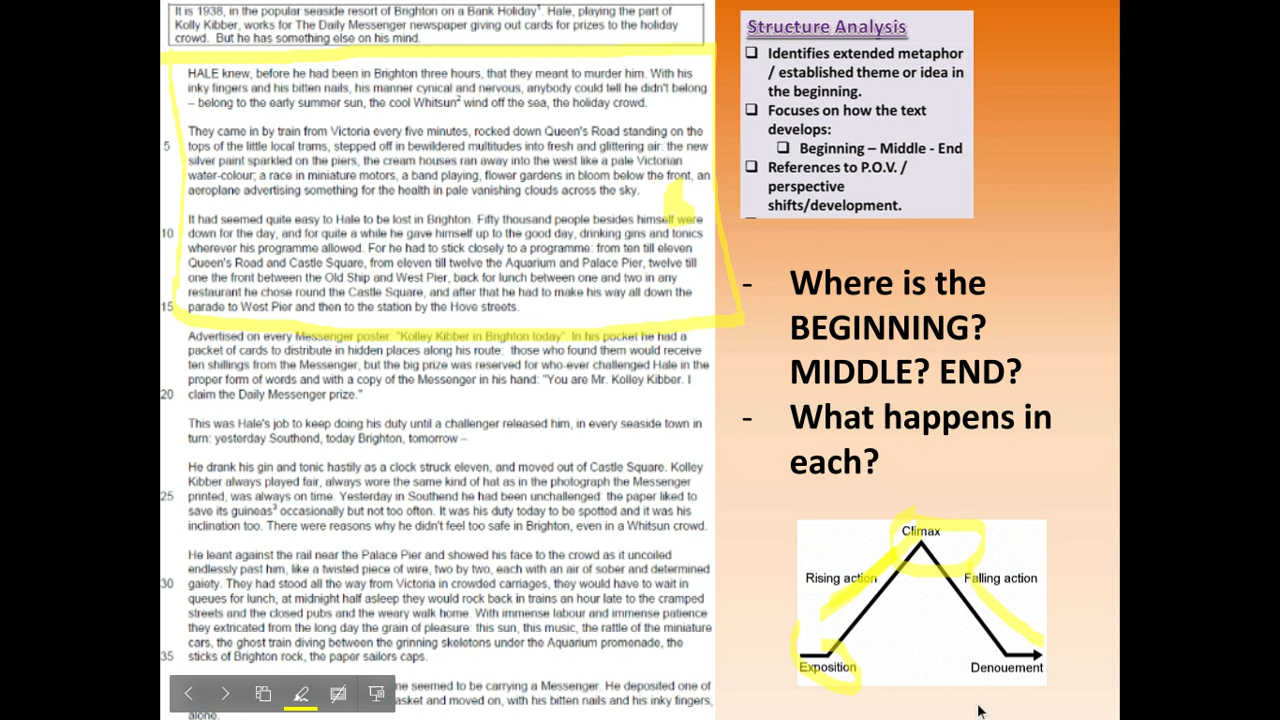 It is 1938, in the popular seaside resort of Brighton on a Bank Holiday¹. Hale, playing the part of
Kolly Kibber, works for The Daily Messenger newspaper giving out cards for prizes to the holiday
crowd. But he has something else on his mind.
HALE knew, before he had been in Brighton three hours, that they meant to murder him. With his
inky fingers and his bitten nails, his manner cynical and nervous, anybody could tell he didn't belong
– belong to the early summer sun, the cool Whitsun² wind off the sea, the holiday crowd.
They came in by train from Victoria every five minutes, rocked down Queen's Road standing on the
5 tops of the little local trams, stepped off in bewildered multitudes into fresh and glittering air: the new
silver paint sparkled on the piers, the cream houses ran away into the west like a pale Victorian
water-colour; a race in miniature motors, a band playing, flower gardens in bloom below the front, an
aeroplane advertising something for the health in pale vanishing clouds across the sky.
It had seemed quite easy to Hale to be lost in Brighton. Fifty thousand people besides himself were
10 down for the day, and for quite a while he gave himself up to the good day, drinking gins and tonics
wherever his programme allowed. For he had to stick closely to a programme: from ten till eleven
Queen's Road and Castle Square, from eleven till twelve the Aquarium and Palace Pier, twelve till
one the front between the Old Ship and West Pier, back for lunch between one and two in any
restaurant he chose round the Castle Square, and after that he had to make his way all down the
15 parade to West Pier and then to the station by the Hove streets.
Advertised on every Messenger poster: "Kolley Kibber in Brighton today". In his pocket he had a
packet of cards to distribute in hidden places along his route: those who found them would receive
ten shillings from the Messenger, but the big prize was reserved for who-ever challenged Hale in the
proper form of words and with a copy of the Messenger in his hand: "You are Mr. Kolley Kibber. I
20 claim the Daily Messenger prize."
This was Hale's job to keep doing his duty until a challenger released him, in every seaside town in
turn: yesterday Southend, today Brighton, tomorrow –
He drank his gin and tonic hastily as a clock struck eleven, and moved out of Castle Square. Kolley
Kibber always played fair, always wore the same kind of hat as in the photograph the Messenger
25 printed, was always on time. Yesterday in Southend he had been unchallenged: the paper liked to
save its guineas³ occasionally but not too often. It was his duty today to be spotted and it was his
inclination too. There were reasons why he didn't feel too safe in Brighton, even in a Whitsun crowd.
He leant against the rail near the Palace Pier and showed his face to the crowd as it uncoiled
endlessly past him, like a twisted piece of wire, two by two, each with an air of sober and determined
30 gaiety. They had stood all the way from Victoria in crowded carriages, they would have to wait in
queues for lunch, at midnight half asleep they would rock back in trains an hour late to the cramped
streets and the closed pubs and the weary walk home. With immense labour and immense patience
they extricated from the long day the grain of pleasure: this sun, this music, the rattle of the miniature
cars, the ghost train diving between the grinning skeletons under the Aquarium promenade, the
35 sticks of Brighton rock, the paper sailors caps.
ne seemed to be carrying a Messenger. He deposited one of
asket and moved on, with his bitten nails and his inky fingers,
alone.
Structure Analysis
❑ Identifies extended metaphor
/ established theme or idea in
the beginning.
❑ Focuses on how the text
develops:
❑ Beginning – Middle - End
❑ References to P.O.V. /
perspective
shifts/development.
- Where is the
BEGINNING?
MIDDLE? END?
- What happens in
each?
Climax
Rising action
Falling action
Exposition
Denouement